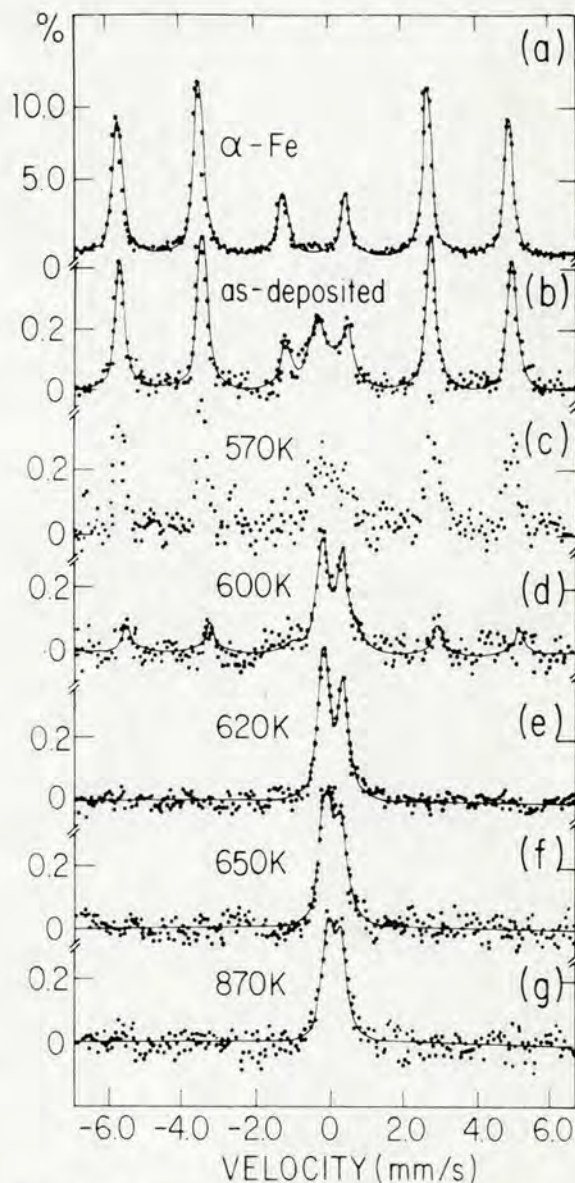 %
(a)
10.0
α-Fe
5.0
0
as-deposited
(b)
0.2
0
570K
(c)
0.2
0
600K
(d)
0.2
0
620K
(e)
0.2
0
650K
(f)
0.2
0
870K
(g)
0.2
0
-6.0 -4.0 -2.0 0 2.0 4.0 6.0
VELOCITY (mm/s)